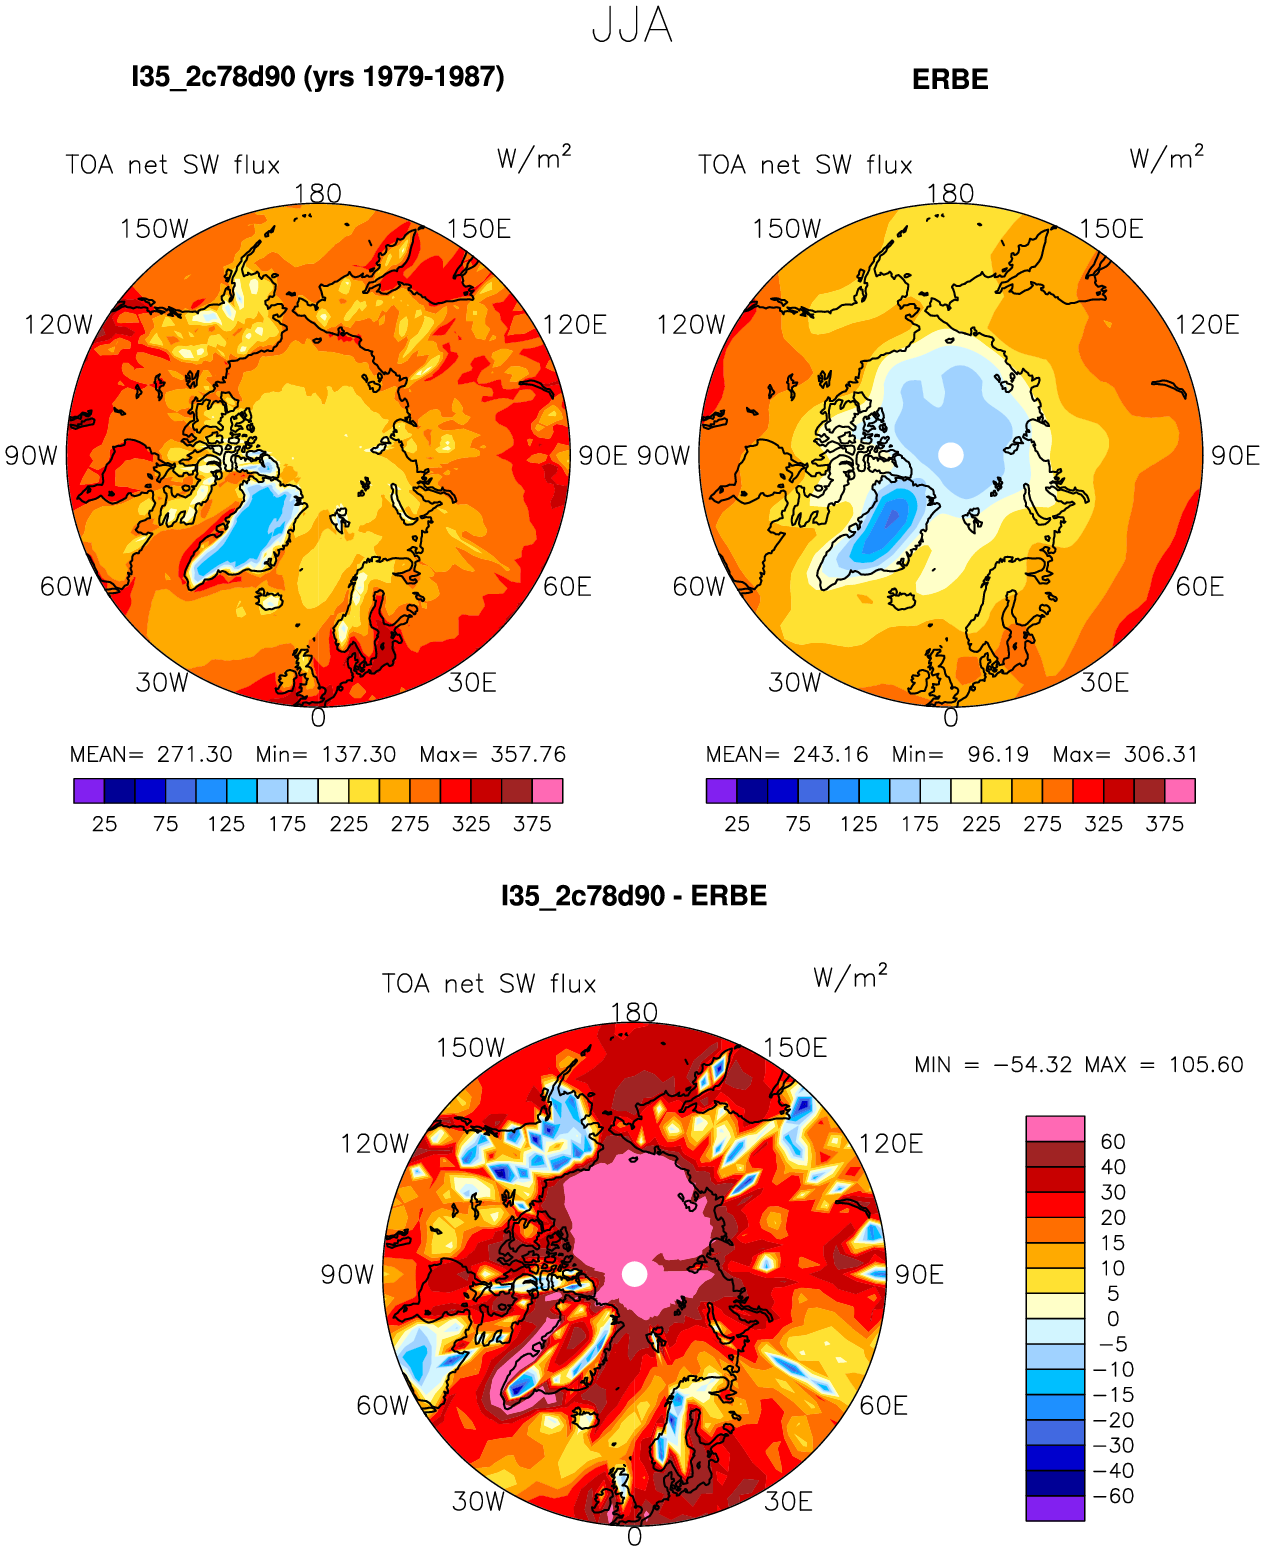 JJA
I35_2c78d90 (yrs 1979-1987)
ERBE
TOA net SW flux W/m²
TOA net SW flux W/m²
180
150W 150E
120W 120E
90W 90E
60W 60E
30W 30E
0
180
150W 150E
120W 120E
90W 90E
60W 60E
30W 30E
0
MEAN= 271.30 Min= 137.30 Max= 357.76
25 75 125 175 225 275 325 375
MEAN= 243.16 Min= 96.19 Max= 306.31
25 75 125 175 225 275 325 375
I35_2c78d90 - ERBE
TOA net SW flux W/m²
180
150W 150E
120W 120E
90W 90E
60W 60E
30W 30E
0
MIN = −54.32 MAX = 105.60
60
40
30
20
15
10
5
0
−5
−10
−15
−20
−30
−40
−60